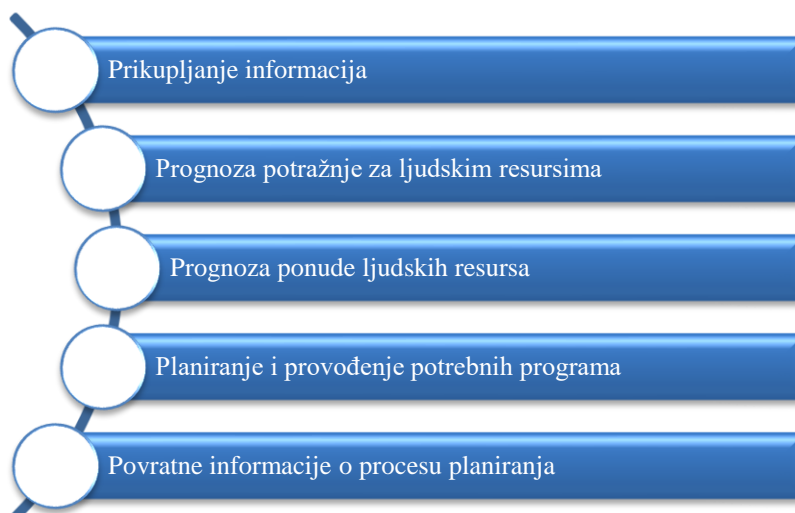 Prikupljanje informacija
Prognoza potražnje za ljudskim resursima
Prognoza ponude ljudskih resursa
Planiranje i provođenje potrebnih programa
Povratne informacije o procesu planiranja